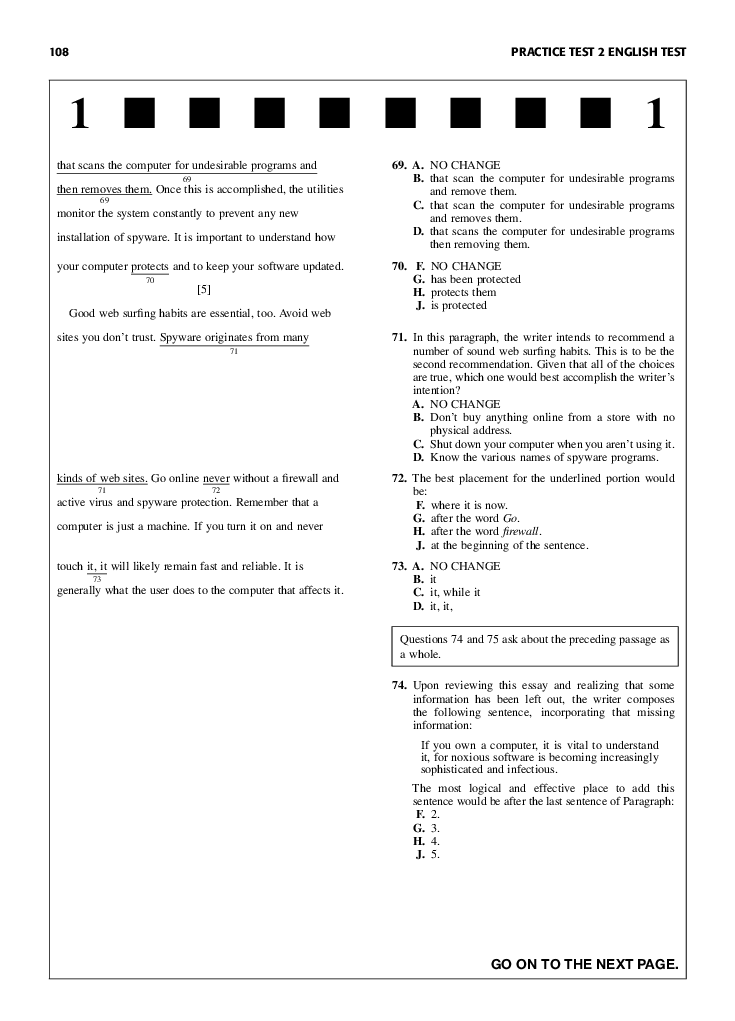 108
PRACTICE TEST 2 ENGLISH TEST
1
1
that scans the computer for undesirable programs and
69
then removes them. Once this is accomplished, the utilities
69
monitor the system constantly to prevent any new
installation of spyware. It is important to understand how
your computer protects and to keep your software updated.
70
[5]
Good web surfing habits are essential, too. Avoid web
sites you don’t trust. Spyware originates from many
71
kinds of web sites. Go online never without a firewall and
71
72
active virus and spyware protection. Remember that a
computer is just a machine. If you turn it on and never
touch it, it will likely remain fast and reliable. It is
73
generally what the user does to the computer that affects it.
69. A. NO CHANGE
B. that scan the computer for undesirable programs
and remove them.
C. that scan the computer for undesirable programs
and removes them.
D. that scans the computer for undesirable programs
then removing them.
70. F. NO CHANGE
G. has been protected
H. protects them
J. is protected
71. In this paragraph, the writer intends to recommend a
number of sound web surfing habits. This is to be the
second recommendation. Given that all of the choices
are true, which one would best accomplish the writer’s
intention?
A. NO CHANGE
B. Don’t buy anything online from a store with no
physical address.
C. Shut down your computer when you aren’t using it.
D. Know the various names of spyware programs.
72. The best placement for the underlined portion would
be:
F. where it is now.
G. after the word Go.
H. after the word firewall.
J. at the beginning of the sentence.
73. A. NO CHANGE
B. it
C. it, while it
D. it, it,
Questions 74 and 75 ask about the preceding passage as
a whole.
74. Upon reviewing this essay and realizing that some
information has been left out, the writer composes
the following sentence, incorporating that missing
information:
If you own a computer, it is vital to understand
it, for noxious software is becoming increasingly
sophisticated and infectious.
The most logical and effective place to add this
sentence would be after the last sentence of Paragraph:
F. 2.
G. 3.
H. 4.
J. 5.
GO ON TO THE NEXT PAGE.